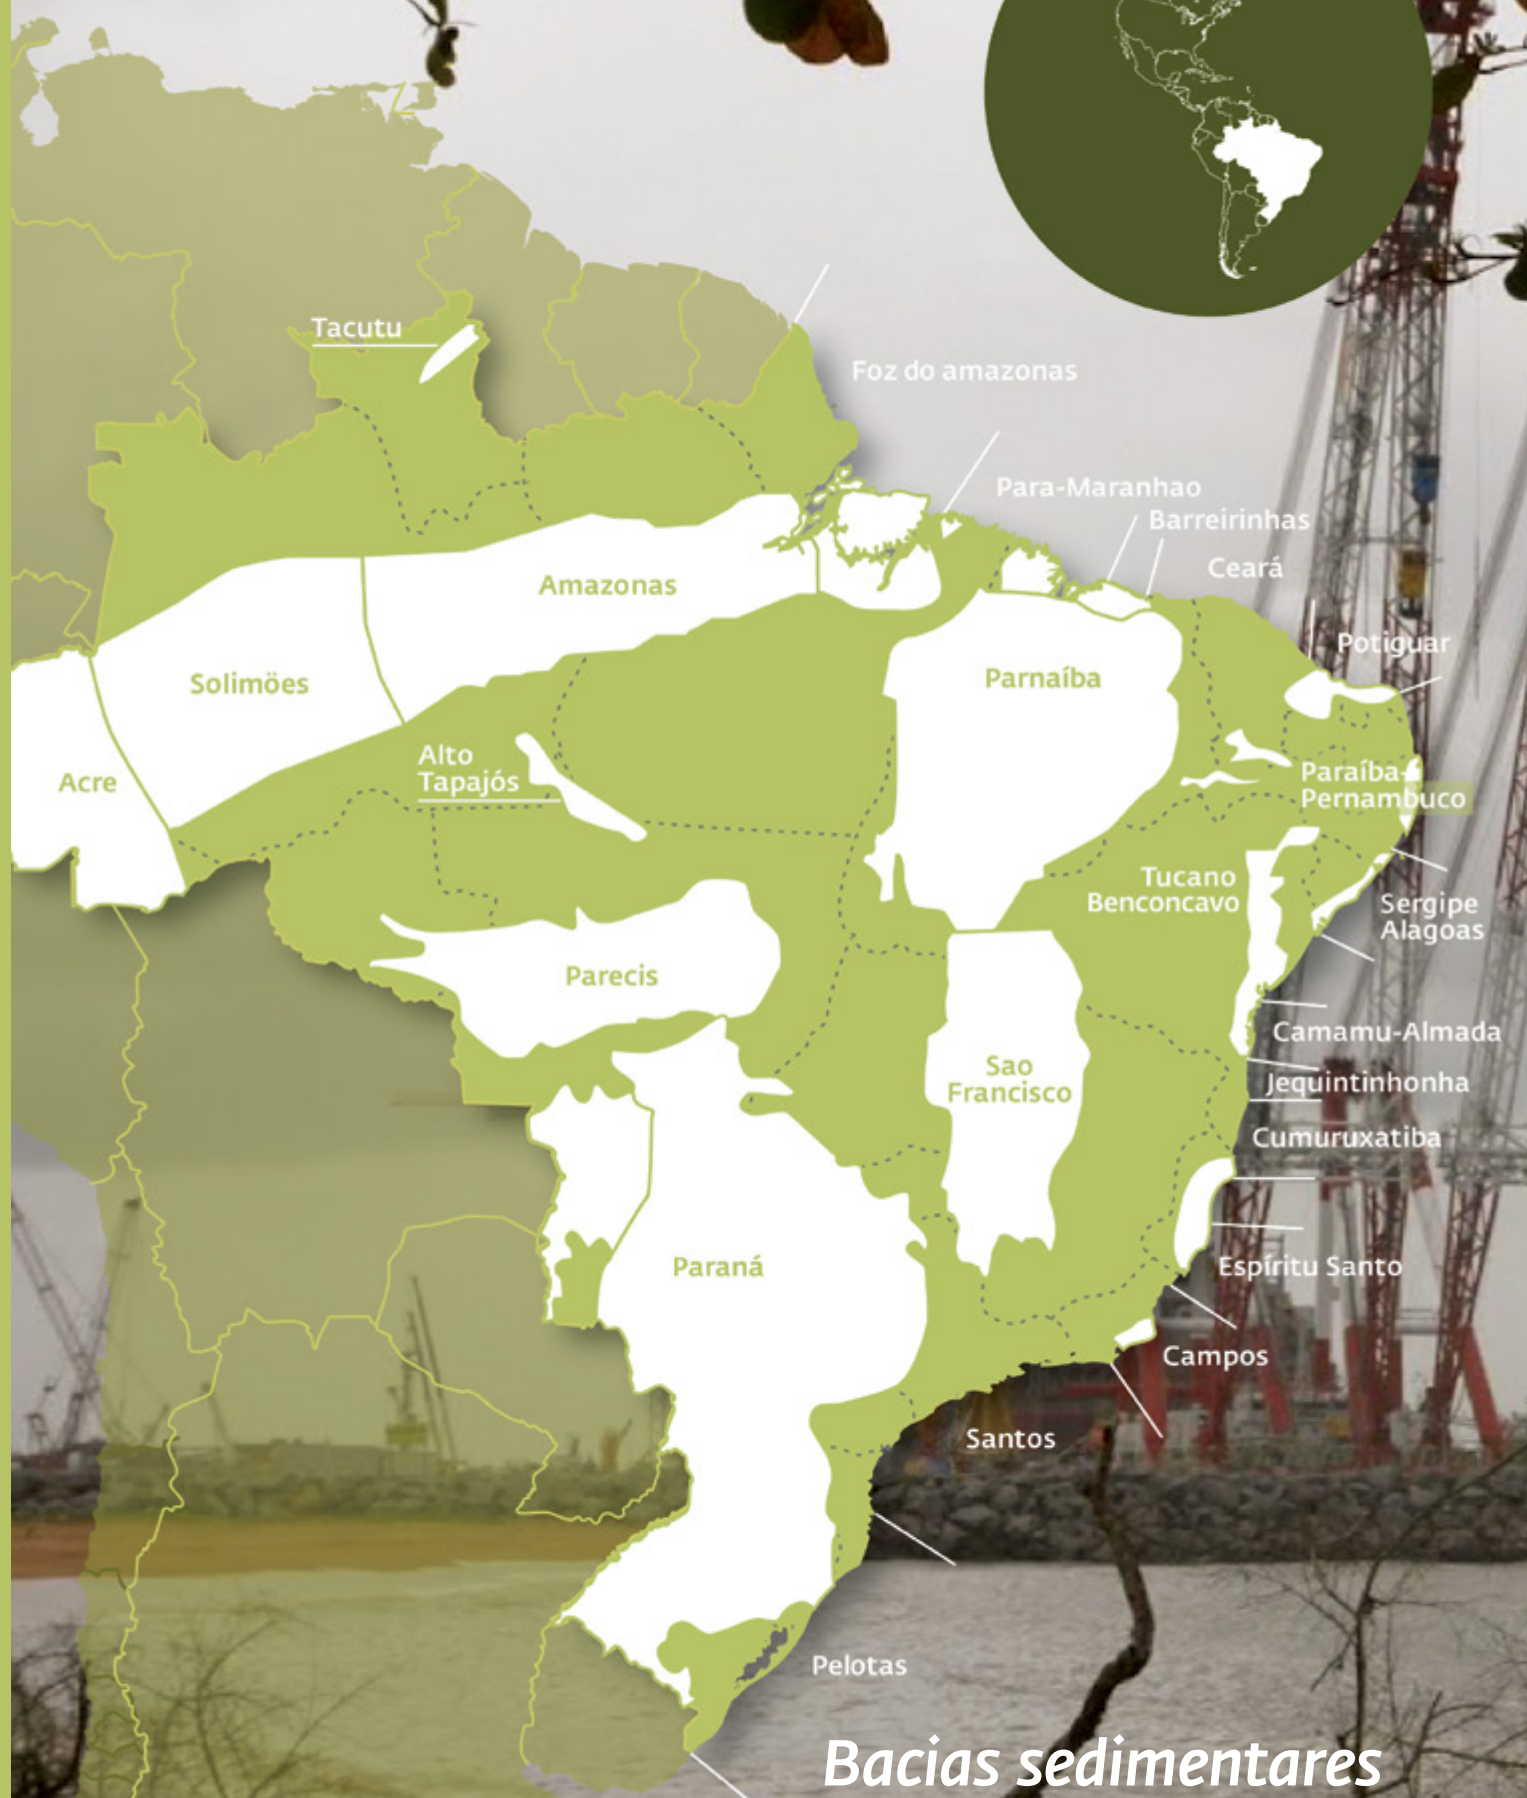 Tacutu
Foz do amazonas
Para-Maranhao
Barreirinhas
Ceará
Amazonas
Potiguar
Solimöes
Parnaíba
Alto
Tapajós
Acre
Paraíba-
Pernambuco
Tucano
Benconcavo
Sergipe
Alagoas
Parecis
Camamu-Almada
Sao
Francisco
Jequintinhonha
Cumuruxatiba
Paraná
Espíritu Santo
Campos
Santos
Pelotas
Bacias sedimentares